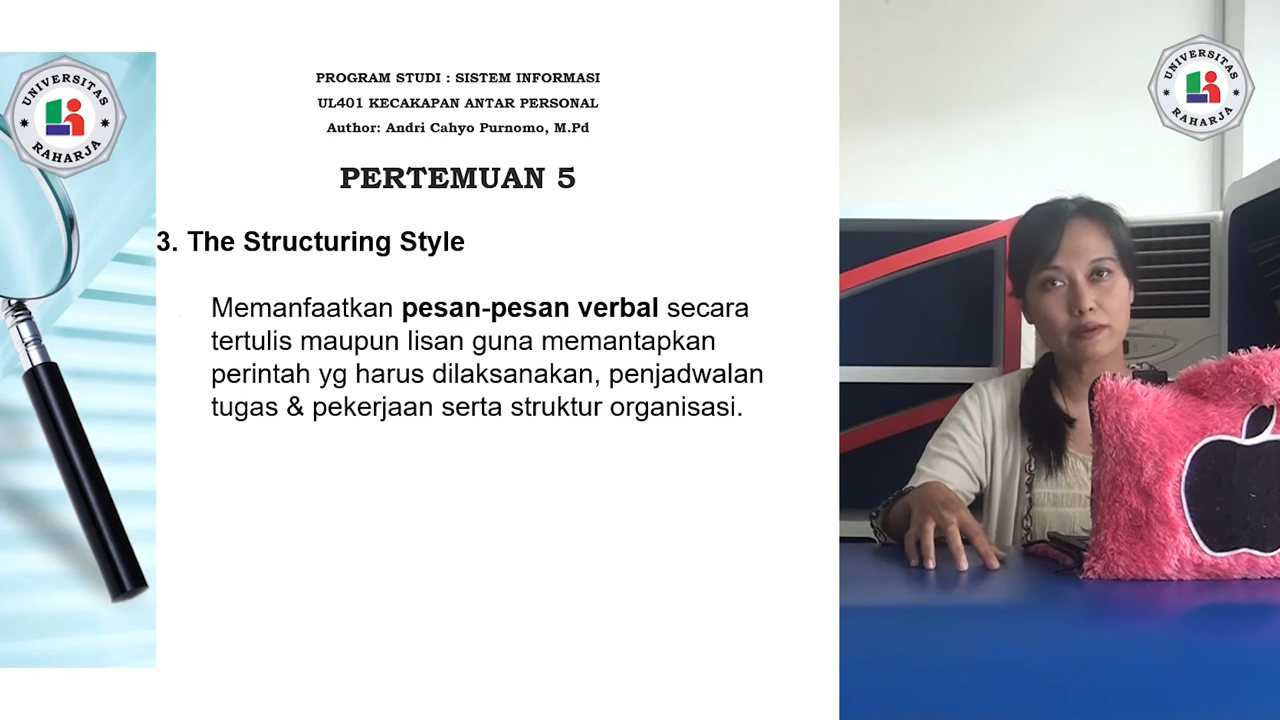 UNIVERSITAS
RAHARJA
PROGRAM STUDI : SISTEM INFORMASI
UL401 KECAKAPAN ANTAR PERSONAL
Author: Andri Cahyo Purnomo, M.Pd
PERTEMUAN 5
3. The Structuring Style
Memanfaatkan pesan-pesan verbal secara
tertulis maupun lisan guna memantapkan
perintah yg harus dilaksanakan, penjadwalan
tugas & pekerjaan serta struktur organisasi.
UNIVERSITAS
RAHARJA